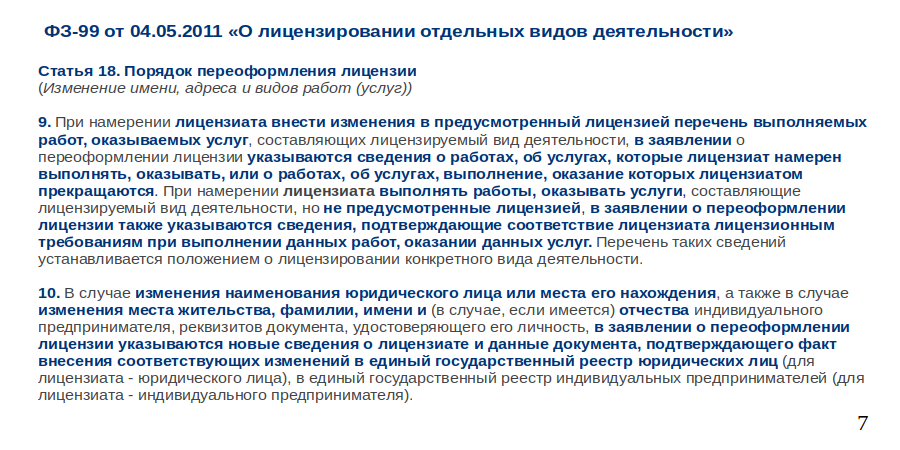 ФЗ-99 от 04.05.2011 «О лицензировании отдельных видов деятельности»
Статья 18. Порядок переоформления лицензии
(Изменение имени, адреса и видов работ (услуг))
9. При намерении лицензиата внести изменения в предусмотренный лицензией перечень выполняемых
работ, оказываемых услуг, составляющих лицензируемый вид деятельности, в заявлении о
переоформлении лицензии указываются сведения о работах, об услугах, которые лицензиат намерен
выполнять, оказывать, или о работах, об услугах, выполнение, оказание которых лицензиатом
прекращаются. При намерении лицензиата выполнять работы, оказывать услуги, составляющие
лицензируемый вид деятельности, но не предусмотренные лицензией, в заявлении о переоформлении
лицензии также указываются сведения, подтверждающие соответствие лицензиата лицензионным
требованиям при выполнении данных работ, оказании данных услуг. Перечень таких сведений
устанавливается положением о лицензировании конкретного вида деятельности.
10. В случае изменения наименования юридического лица или места его нахождения, а также в случае
изменения места жительства, фамилии, имени и (в случае, если имеется) отчества индивидуального
предпринимателя, реквизитов документа, удостоверяющего его личность, в заявлении о переоформлении
лицензии указываются новые сведения о лицензиате и данные документа, подтверждающего факт
внесения соответствующих изменений в единый государственный реестр юридических лиц (для
лицензиата - юридического лица), в единый государственный реестр индивидуальных предпринимателей (для
лицензиата - индивидуального предпринимателя).
7